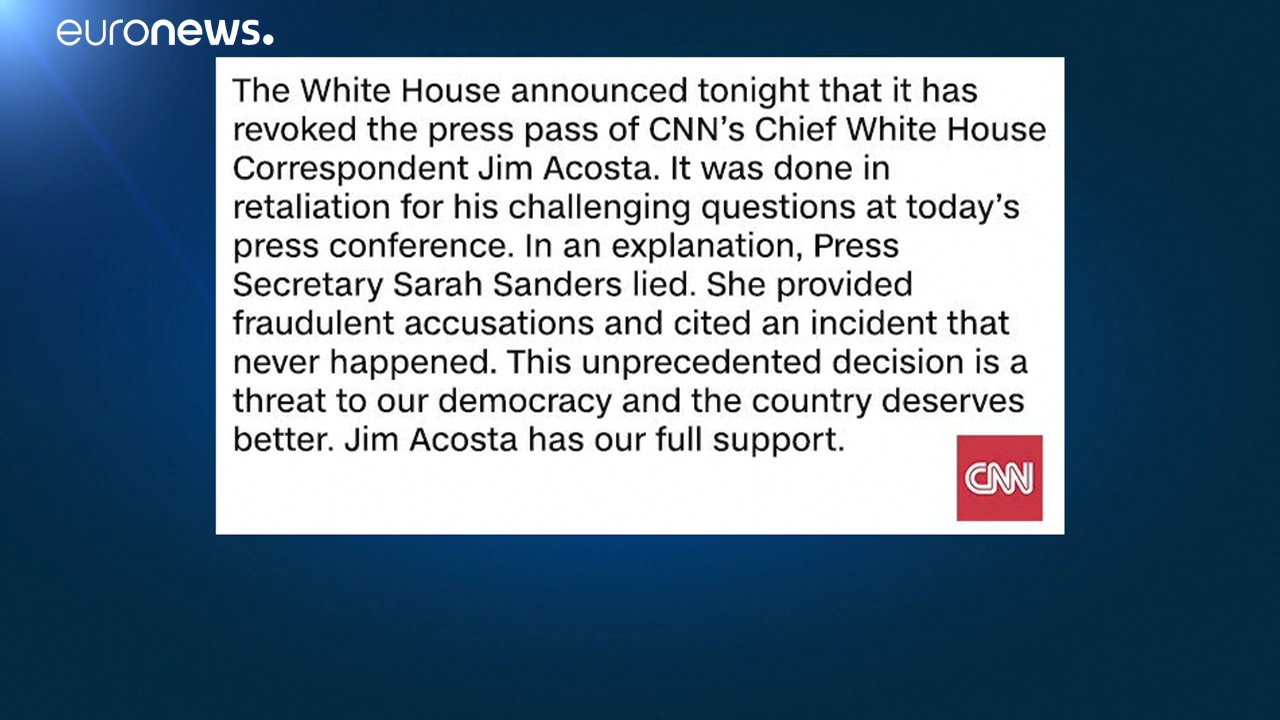 euronews.
The White House announced tonight that it has
revoked the press pass of CNN’s Chief White House
Correspondent Jim Acosta. It was done in
retaliation for his challenging questions at today’s
press conference. In an explanation, Press
Secretary Sarah Sanders lied. She provided
fraudulent accusations and cited an incident that
never happened. This unprecedented decision is a
threat to our democracy and the country deserves
better. Jim Acosta has our full support.
CNN